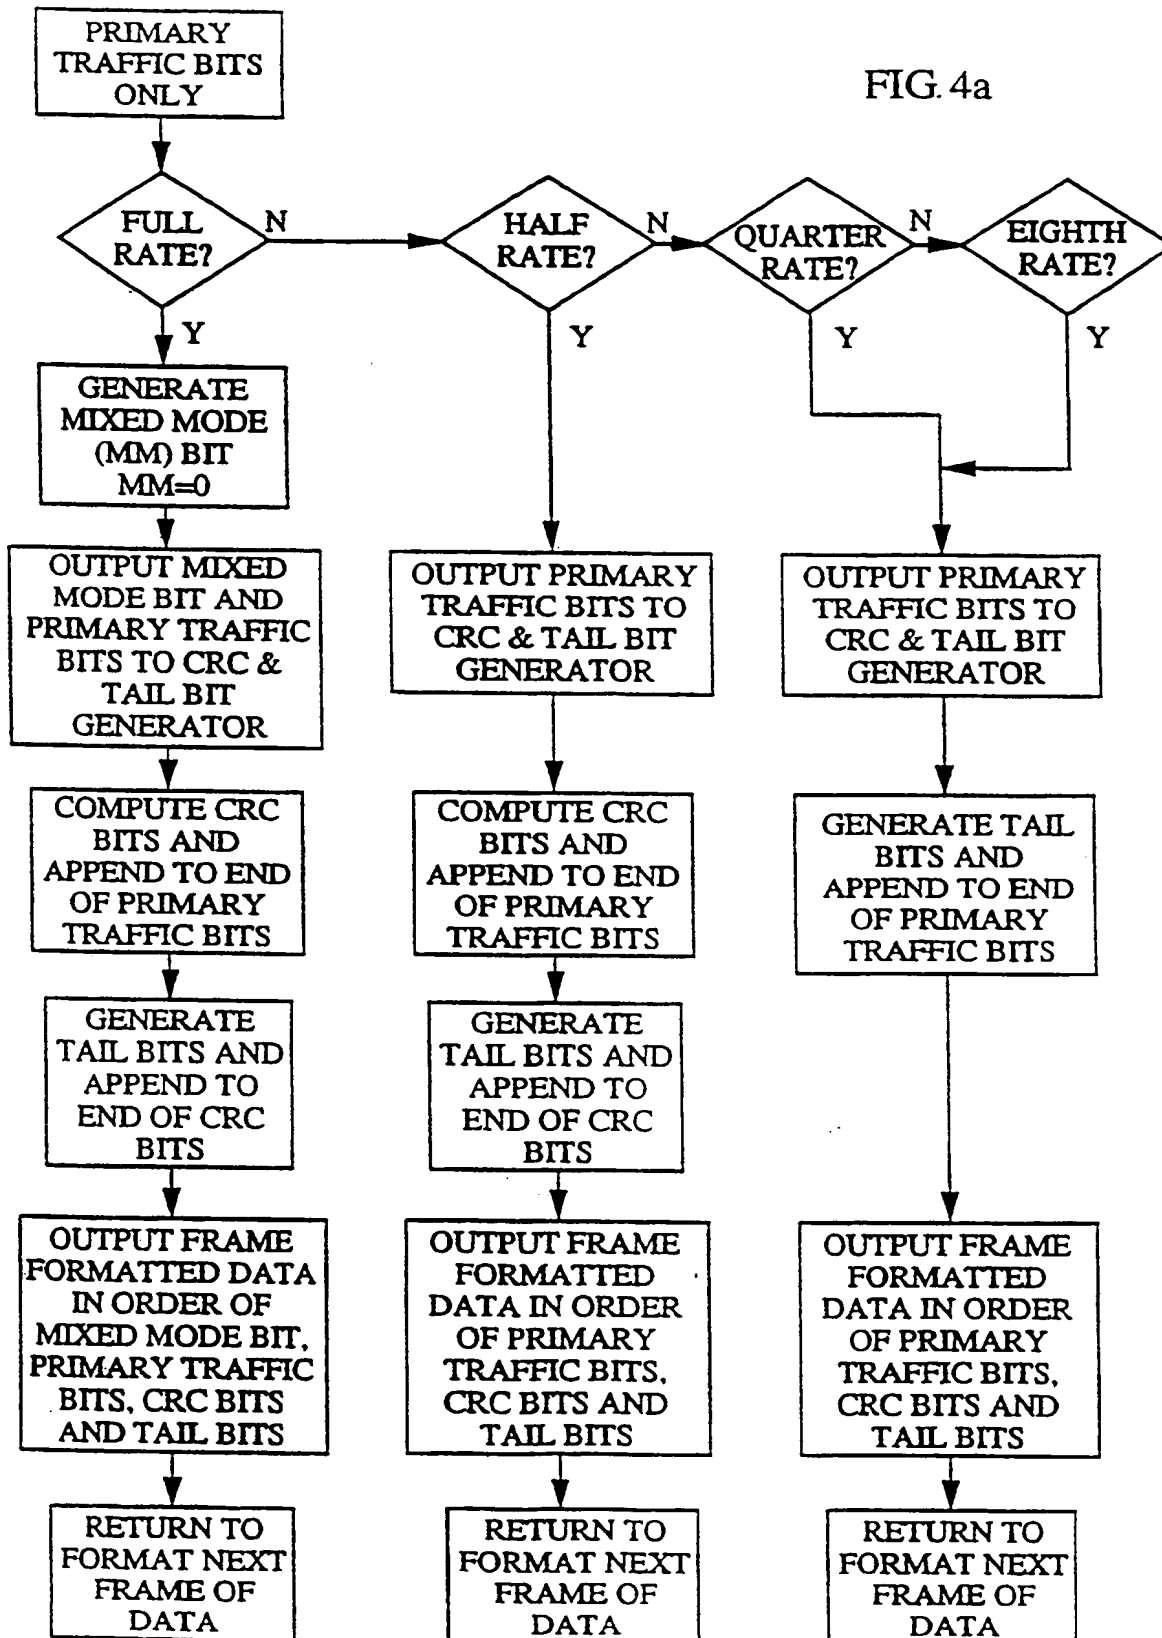 PRIMARY
TRAFFIC BITS
ONLY
FIG. 4a
FULL
RATE?
N
HALF
RATE?
N
QUARTER
RATE?
N
EIGHTH
RATE?
Y
Y
Y
Y
GENERATE
MIXED MODE
(MM) BIT
MM=0
OUTPUT MIXED
MODE BIT AND
PRIMARY TRAFFIC
BITS TO CRC &
TAIL BIT
GENERATOR
OUTPUT PRIMARY
TRAFFIC BITS TO
CRC & TAIL BIT
GENERATOR
OUTPUT PRIMARY
TRAFFIC BITS TO
CRC & TAIL BIT
GENERATOR
COMPUTE CRC
BITS AND
APPEND TO END
OF PRIMARY
TRAFFIC BITS
COMPUTE CRC
BITS AND
APPEND TO END
OF PRIMARY
TRAFFIC BITS
GENERATE TAIL
BITS AND
APPEND TO END
OF PRIMARY
TRAFFIC BITS
GENERATE
TAIL BITS AND
APPEND TO
END OF CRC
BITS
GENERATE
TAIL BITS AND
APPEND TO
END OF CRC
BITS
OUTPUT FRAME
FORMATTED DATA
IN ORDER OF
MIXED MODE BIT,
PRIMARY TRAFFIC
BITS, CRC BITS
AND TAIL BITS
OUTPUT FRAME
FORMATTED
DATA IN ORDER
OF PRIMARY
TRAFFIC BITS,
CRC BITS AND
TAIL BITS
OUTPUT FRAME
FORMATTED
DATA IN ORDER
OF PRIMARY
TRAFFIC BITS,
CRC BITS AND
TAIL BITS
RETURN TO
FORMAT NEXT
FRAME OF
DATA
RETURN TO
FORMAT NEXT
FRAME OF
DATA
RETURN TO
FORMAT NEXT
FRAME OF
DATA